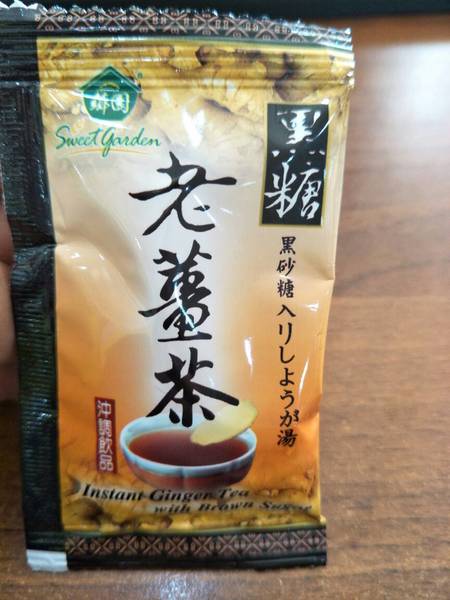 薌園
Sweet Garden
黑糖
老薑茶
黒砂糖入りしようが湯
沖調飲品
Instant Ginger Tea
with Brown Sugar